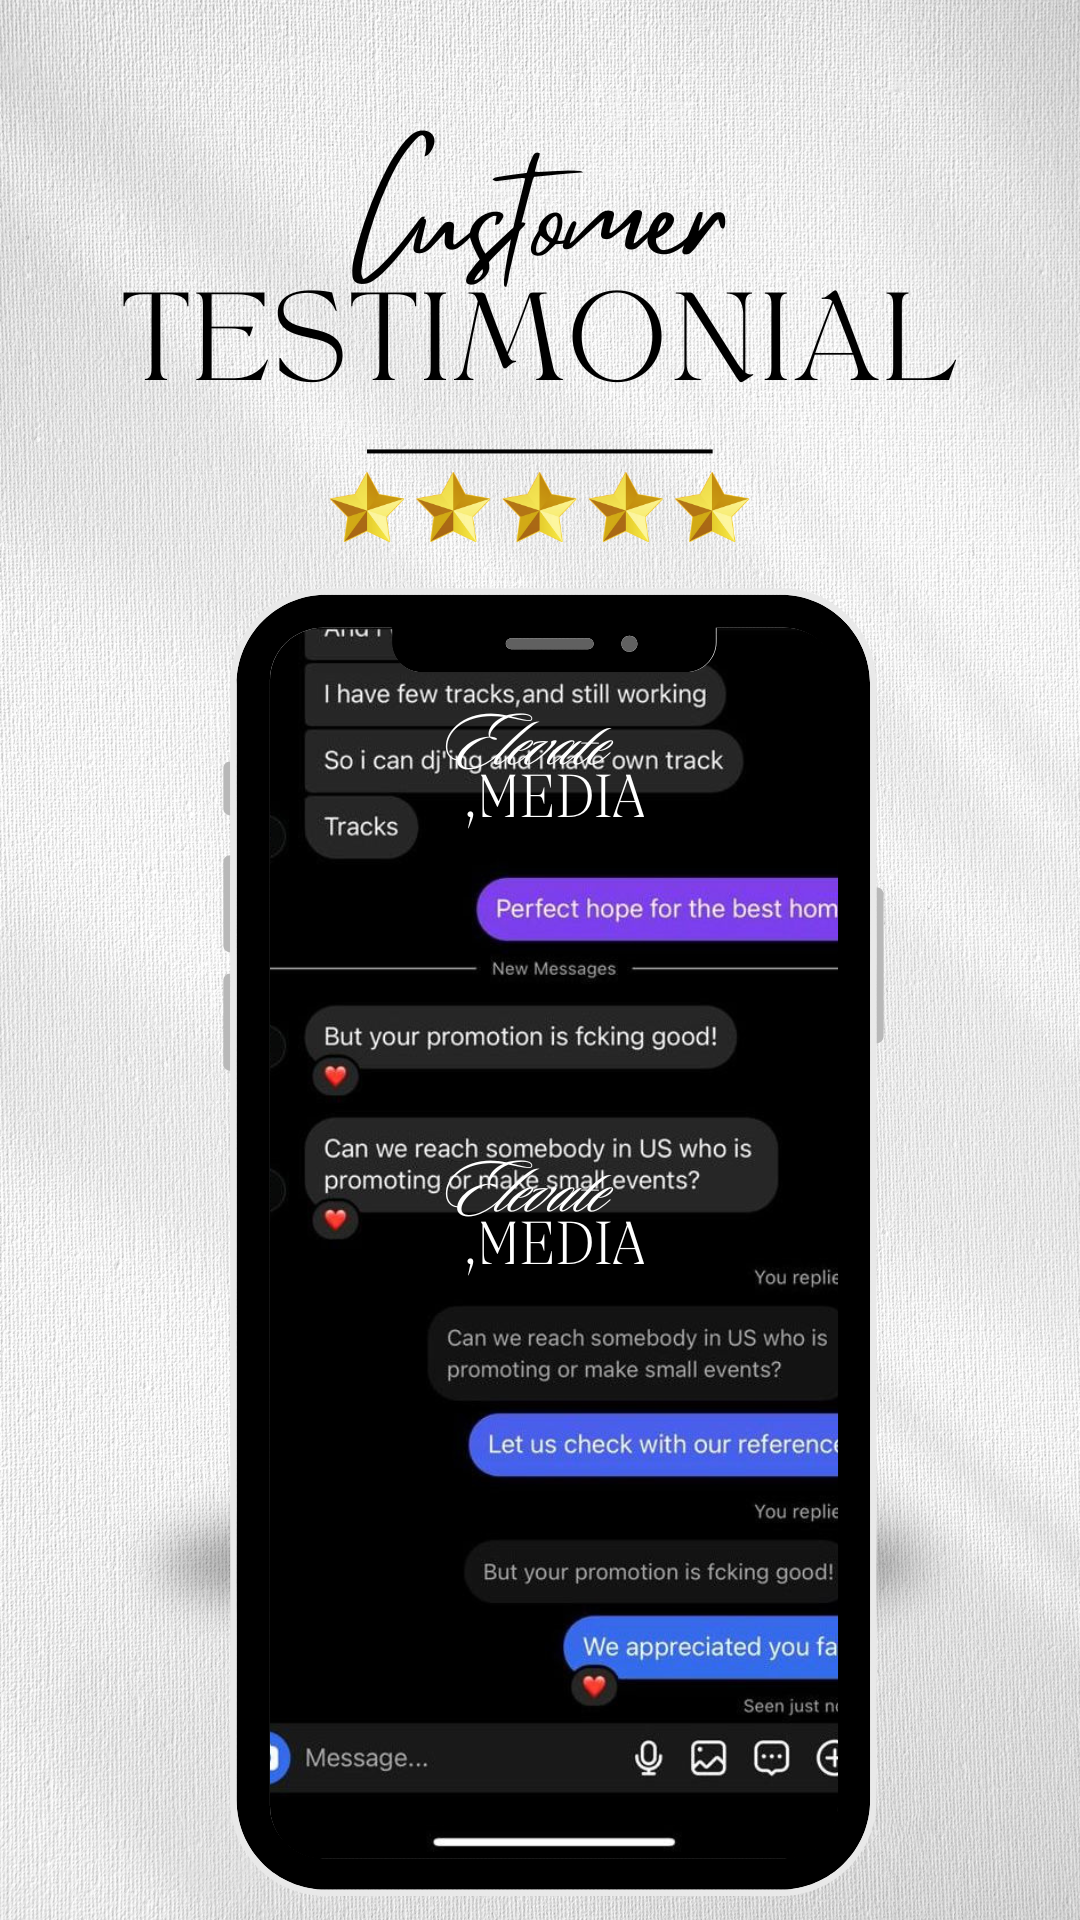 Customer
TESTIMONIAL
And I
I have few tracks,and still working
So i can dj'ing and i have own track
Elevate
,MEDIA
Tracks
Perfect hope for the best hom
New Messages
But your promotion is fcking good!
Can we reach somebody in US who is
promoting or make small events?
Elevate
,MEDIA
You replie
Can we reach somebody in US who is
promoting or make small events?
Let us check with our reference
You replie
But your promotion is fcking good!
We appreciated you fa
Seen just no
Message...